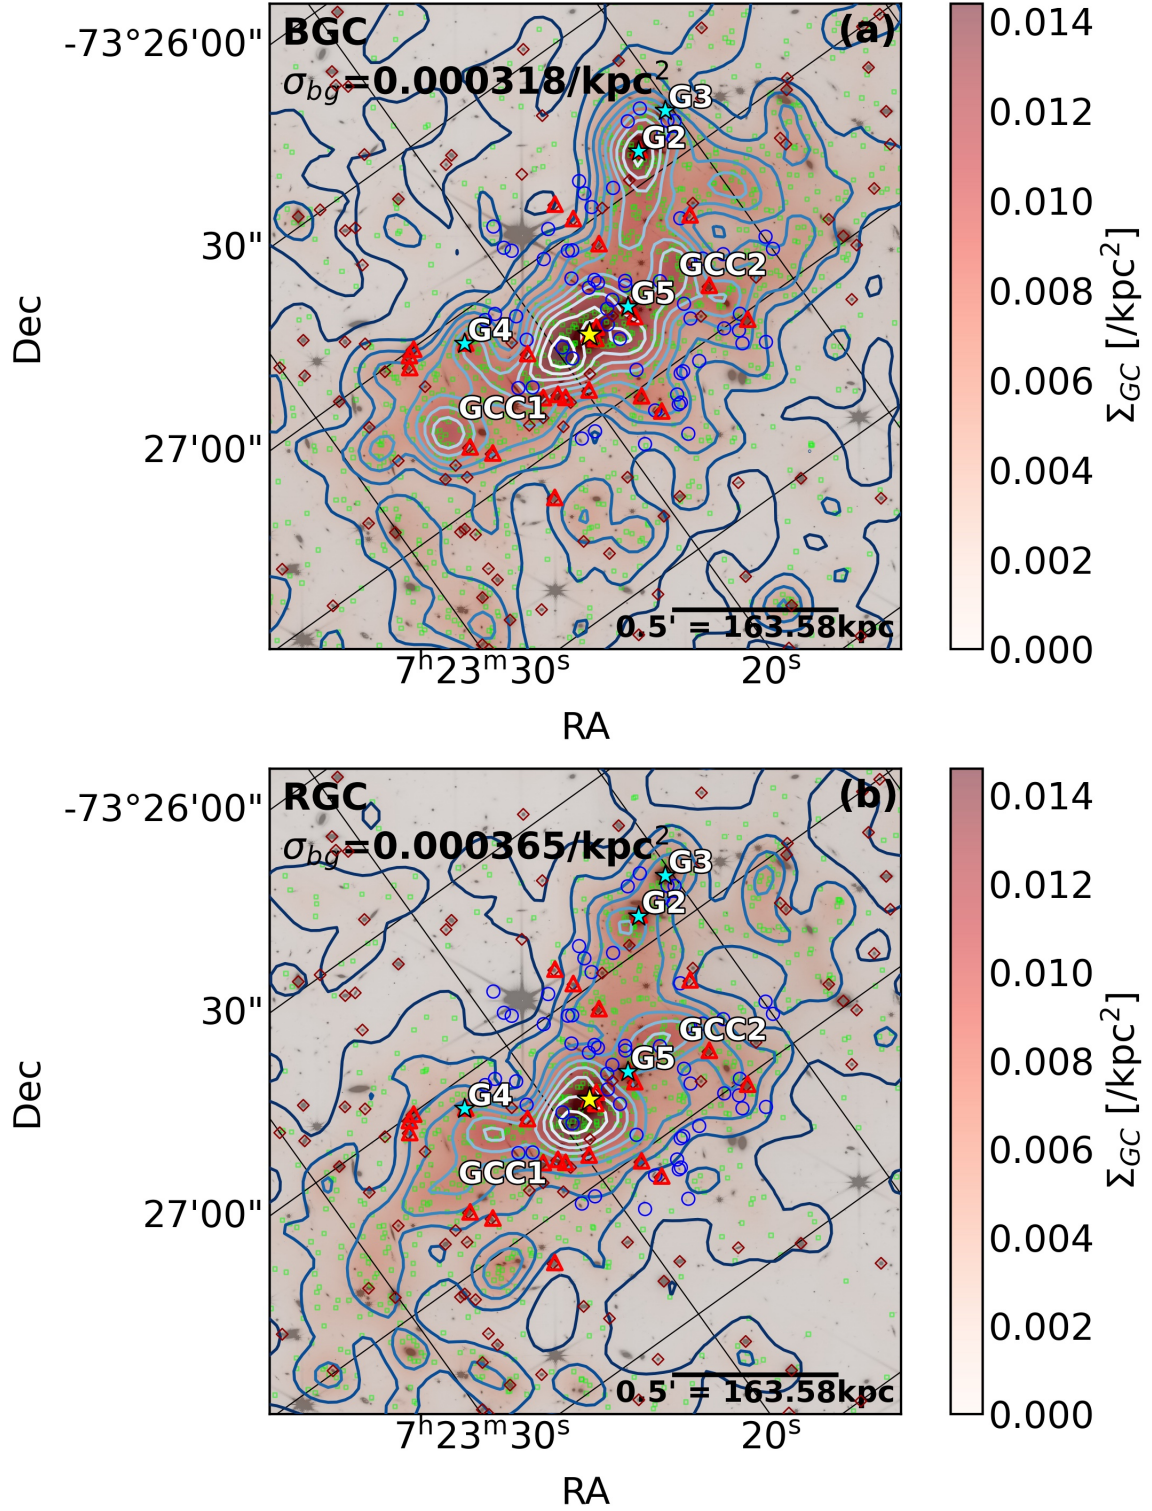 BGC
(a)
σbg=0.000318/kpc²
G3
G2
GCC2
G5
G4
GCC1
0.5' = 163.58kpc
-73°26'00"
30"
27'00"
Dec
7ʰ23ᵐ30ˢ
20ˢ
RA
0.014
0.012
0.010
0.008
0.006
0.004
0.002
0.000
Σ_GC [/kpc²]
RGC
(b)
σbg=0.000365/kpc²
G3
G2
GCC2
G5
G4
GCC1
0.5' = 163.58kpc
-73°26'00"
30"
27'00"
Dec
7ʰ23ᵐ30ˢ
20ˢ
RA
0.014
0.012
0.010
0.008
0.006
0.004
0.002
0.000
Σ_GC [/kpc²]